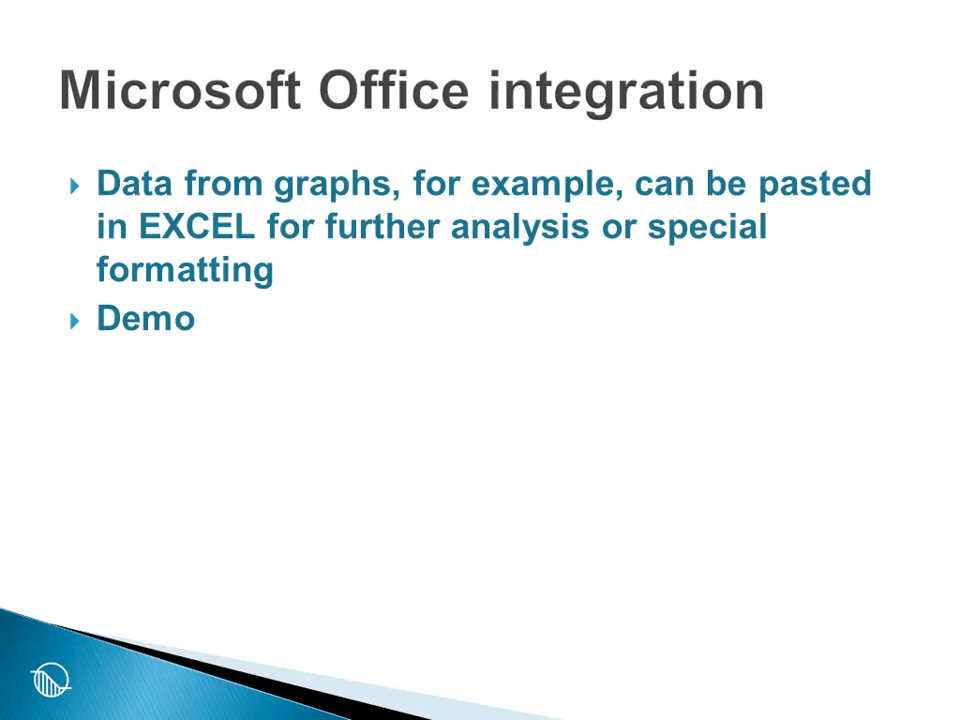 Microsoft Office integration
Data from graphs, for example, can be pasted
in EXCEL for further analysis or special
formatting
Demo